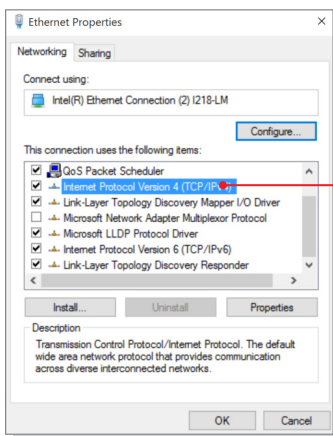 Ethernet Properties
Networking
Sharing
Connect using:
Intel(R) Ethernet Connection (2) I218-LM
Configure...
This connection uses the following items:
QoS Packet Scheduler
Internet Protocol Version 4 (TCP/IPv4)
Link-Layer Topology Discovery Mapper I/O Driver
Microsoft Network Adapter Multiplexor Protocol
Microsoft LLDP Protocol Driver
Internet Protocol Version 6 (TCP/IPv6)
Link-Layer Topology Discovery Responder
Install...
Uninstall
Properties
Description
Transmission Control Protocol/Internet Protocol. The default
wide area network protocol that provides communication
across diverse interconnected networks.
OK
Cancel